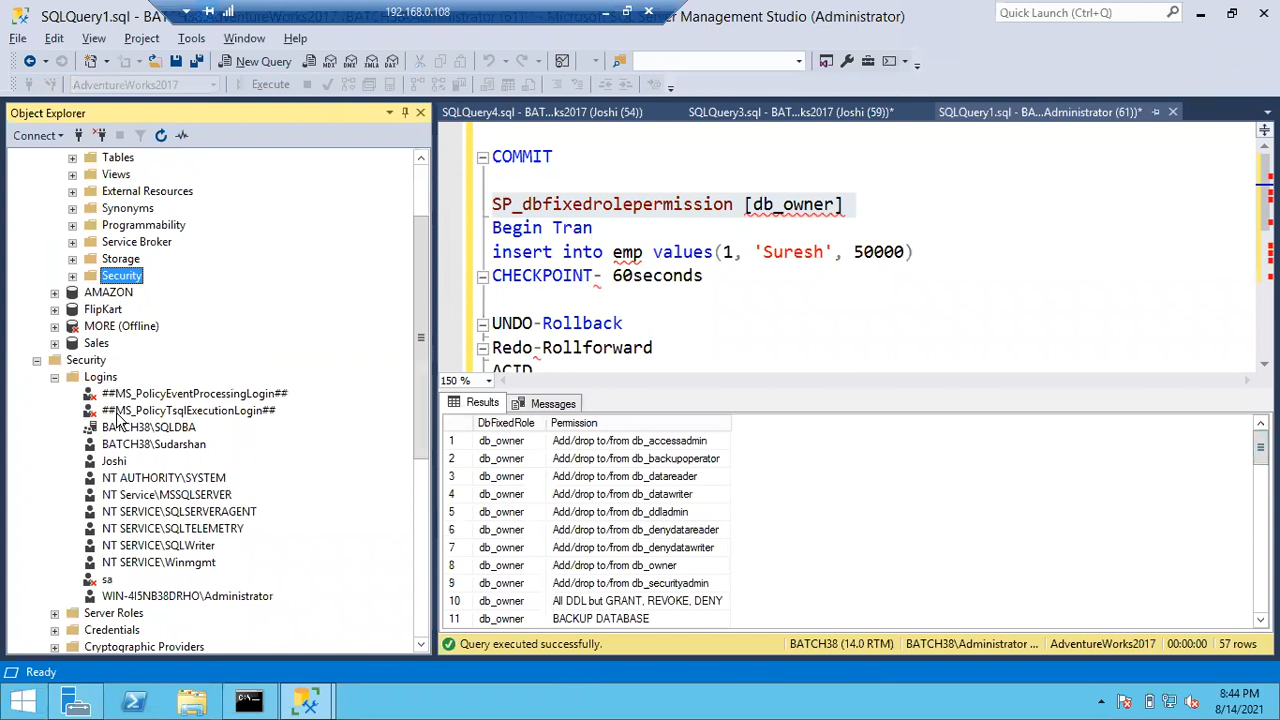 SQLQuery1.sql - BATCH38.AdventureWorks2017 (BATCH38\Administrator (61))* - Microsoft SQL Server Management Studio (Administrator)
192.168.0.108
Quick Launch (Ctrl+Q)
File Edit View Project Tools Window Help
New Query
AdventureWorks2017
Execute
Object Explorer
Connect
Tables
Views
External Resources
Synonyms
Programmability
Service Broker
Storage
Security
AMAZON
FlipKart
MORE (Offline)
Sales
Security
Logins
##MS_PolicyEventProcessingLogin##
##MS_PolicyTsqlExecutionLogin##
BATCH38\SQLDBA
BATCH38\Sudarshan
Joshi
NT AUTHORITY\SYSTEM
NT Service\MSSQLSERVER
NT SERVICE\SQLSERVERAGENT
NT SERVICE\SQLTELEMETRY
NT SERVICE\SQLWriter
NT SERVICE\Winmgmt
sa
WIN-4I5NB38DRHO\Administrator
Server Roles
Credentials
Cryptographic Providers
SQLQuery4.sql - BAT...ks2017 (Joshi (54)) SQLQuery3.sql - BAT...ks2017 (Joshi (59))* SQLQuery1.sql - BA...Administrator (61))*
COMMIT
SP_dbfixedrolepermission [db_owner]
Begin Tran
insert into emp values(1, 'Suresh', 50000)
CHECKPOINT- 60seconds
UNDO-Rollback
Redo-Rollforward
ACID
150 %
Results Messages
DbFixedRole Permission
1 db_owner Add/drop to/from db_accessadmin
2 db_owner Add/drop to/from db_backupoperator
3 db_owner Add/drop to/from db_datareader
4 db_owner Add/drop to/from db_datawriter
5 db_owner Add/drop to/from db_ddladmin
6 db_owner Add/drop to/from db_denydatareader
7 db_owner Add/drop to/from db_denydatawriter
8 db_owner Add/drop to/from db_owner
9 db_owner Add/drop to/from db_securityadmin
10 db_owner All DDL but GRANT, REVOKE, DENY
11 db_owner BACKUP DATABASE
Query executed successfully. BATCH38 (14.0 RTM) BATCH38\Administrator ... AdventureWorks2017 00:00:00 57 rows
Ready
8:44 PM
8/14/2021